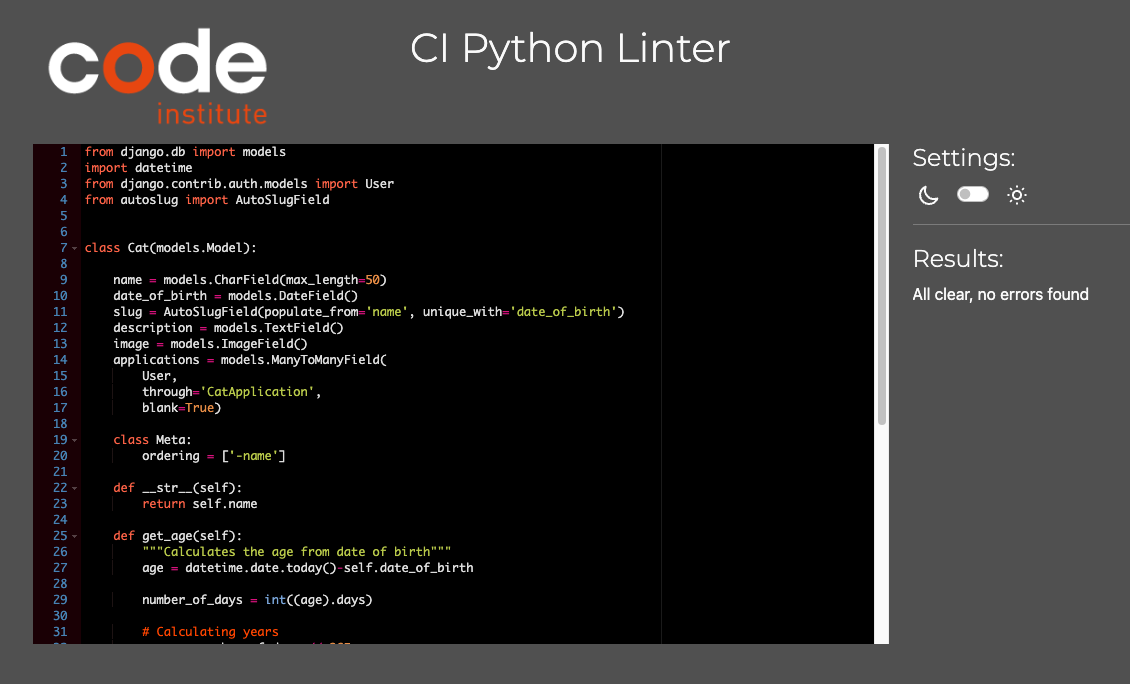 code
institute
CI Python Linter
1 from django.db import models
2 import datetime
3 from django.contrib.auth.models import User
4 from autoslug import AutoSlugField
5
6
7 class Cat(models.Model):
8
9     name = models.CharField(max_length=50)
10     date_of_birth = models.DateField()
11     slug = AutoSlugField(populate_from='name', unique_with='date_of_birth')
12     description = models.TextField()
13     image = models.ImageField()
14     applications = models.ManyToManyField(
15         User,
16         through='CatApplication',
17         blank=True)
18
19     class Meta:
20         ordering = ['-name']
21
22     def __str__(self):
23         return self.name
24
25     def get_age(self):
26         """Calculates the age from date of birth"""
27         age = datetime.date.today()-self.date_of_birth
28
29         number_of_days = int((age).days)
30
31         # Calculating years
Settings:
Results:
All clear, no errors found